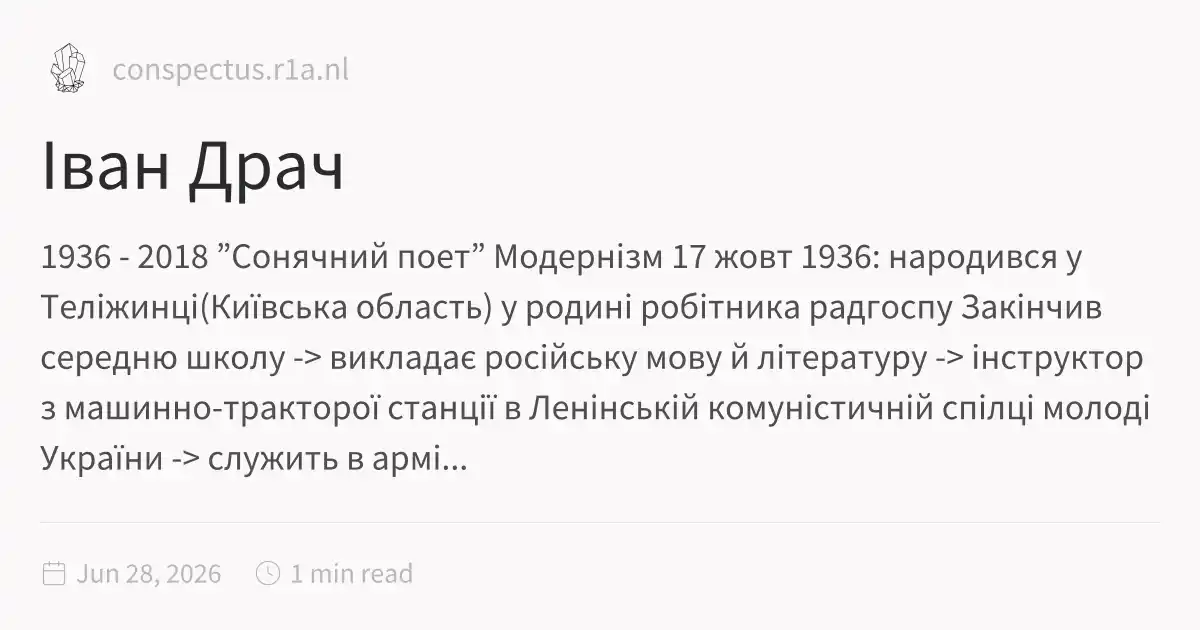 conspectus.r1a.nl
Іван Драч
1936 - 2018 ”Сонячний поет” Модернізм 17 жовт 1936: народився у
Теліжинці(Київська область) у родині робітника радгоспу Закінчив
середню школу -> викладає російську мову й літературу -> інструктор
з машинно-тракторої станції в Ленінській комуністичній спілці молоді
України -> служить в армі...
Jun 28, 2026 1 min read